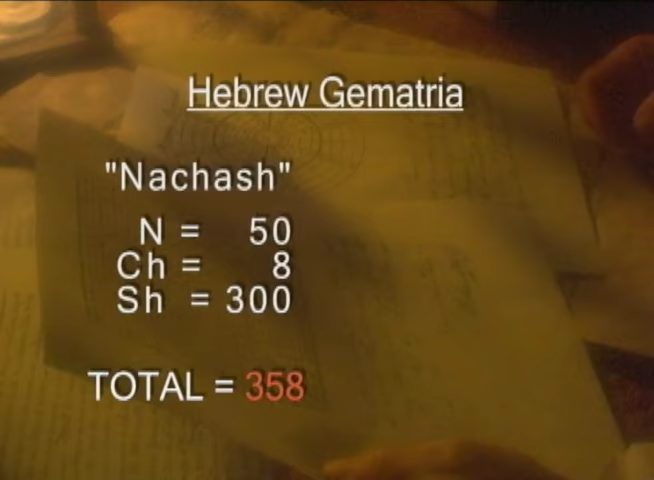 Hebrew Gematria
"Nachash"
N = 50
Ch = 8
Sh = 300
TOTAL = 358